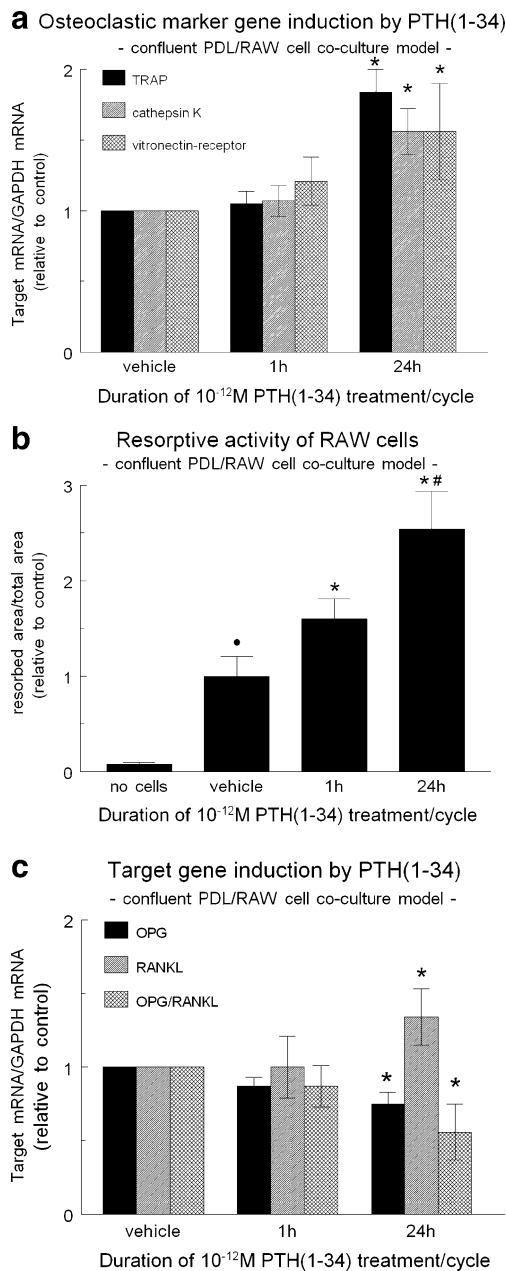 a Osteoclastic marker gene induction by PTH(1-34)
- confluent PDL/RAW cell co-culture model -
2
TRAP
cathepsin K
vitronectin-receptor
* * *
1
0
Target mRNA/GAPDH mRNA
(relative to control)
vehicle 1h 24h
Duration of 10⁻¹²M PTH(1-34) treatment/cycle
b Resorptive activity of RAW cells
- confluent PDL/RAW cell co-culture model -
3
* #
2
*
•
1
0
resorbed area/total area
(relative to control)
no cells vehicle 1h 24h
Duration of 10⁻¹²M PTH(1-34) treatment/cycle
c Target gene induction by PTH(1-34)
- confluent PDL/RAW cell co-culture model -
2
OPG
RANKL
OPG/RANKL
* * *
1
0
Target mRNA/GAPDH mRNA
(relative to control)
vehicle 1h 24h
Duration of 10⁻¹²M PTH(1-34) treatment/cycle